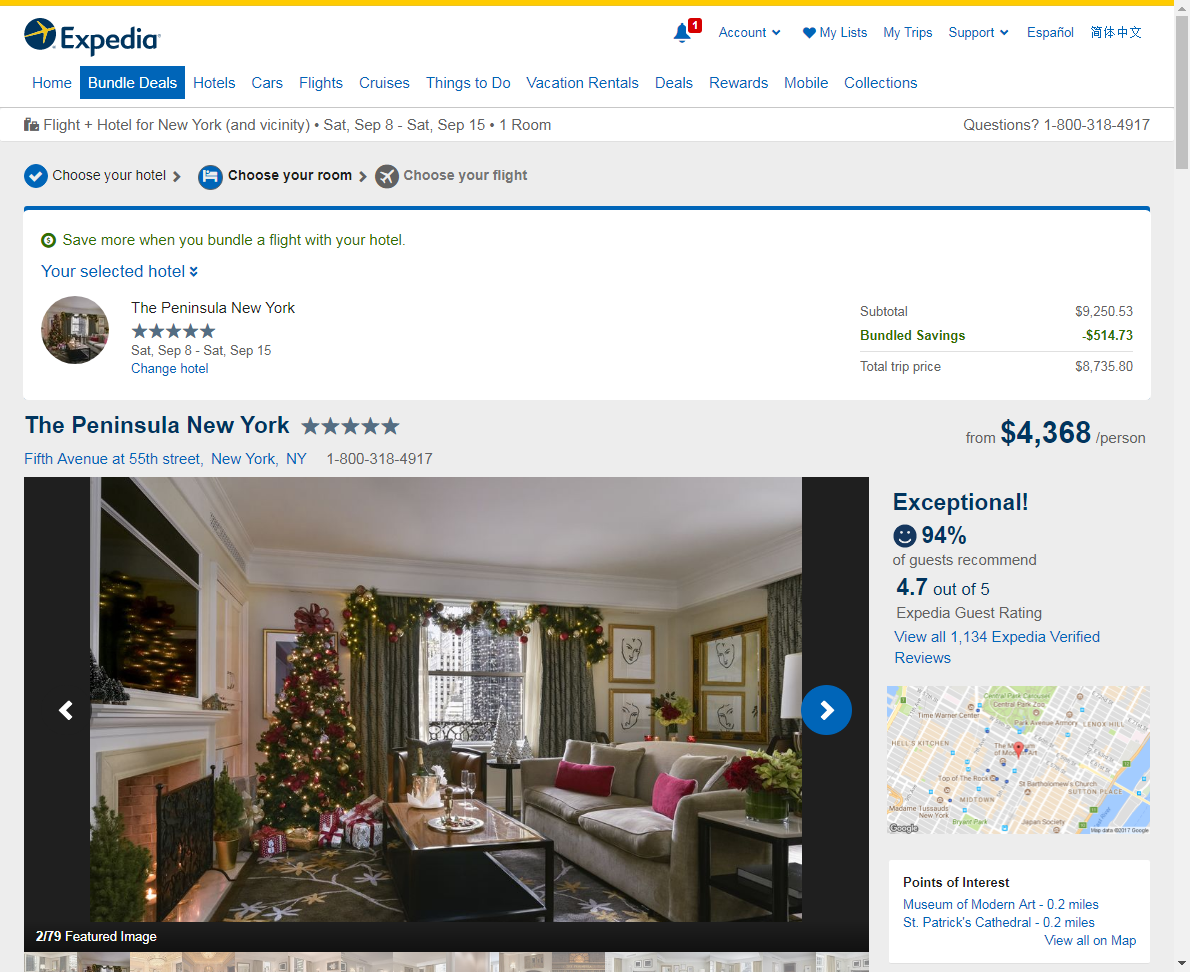 Expedia
1
Account
My Lists
My Trips
Support
Español
简体中文
Home
Bundle Deals
Hotels
Cars
Flights
Cruises
Things to Do
Vacation Rentals
Deals
Rewards
Mobile
Collections
Flight + Hotel for New York (and vicinity) • Sat, Sep 8 - Sat, Sep 15 • 1 Room
Questions? 1-800-318-4917
Choose your hotel
Choose your room
Choose your flight
Save more when you bundle a flight with your hotel.
Your selected hotel
The Peninsula New York
Sat, Sep 8 - Sat, Sep 15
Change hotel
Subtotal $9,250.53
Bundled Savings -$514.73
Total trip price $8,735.80
The Peninsula New York
from $4,368 /person
Fifth Avenue at 55th street, New York, NY 1-800-318-4917
2/79 Featured Image
Exceptional!
94%
of guests recommend
4.7 out of 5
Expedia Guest Rating
View all 1,134 Expedia Verified
Reviews
Central Park Carousel
Central Park Zoo
Time Warner Center
Park Avenue Armory
LENOX HILL
HELL'S KITCHEN
The Museum
of Modern Art
Top of The Rock
St Bartholomew's Church
SUTTON PLACE
MIDTOWN
Madame Tussauds
New York
Bryant Park
Japan Society
Google
Map data ©2017 Google
Points of Interest
Museum of Modern Art - 0.2 miles
St. Patrick's Cathedral - 0.2 miles
View all on Map